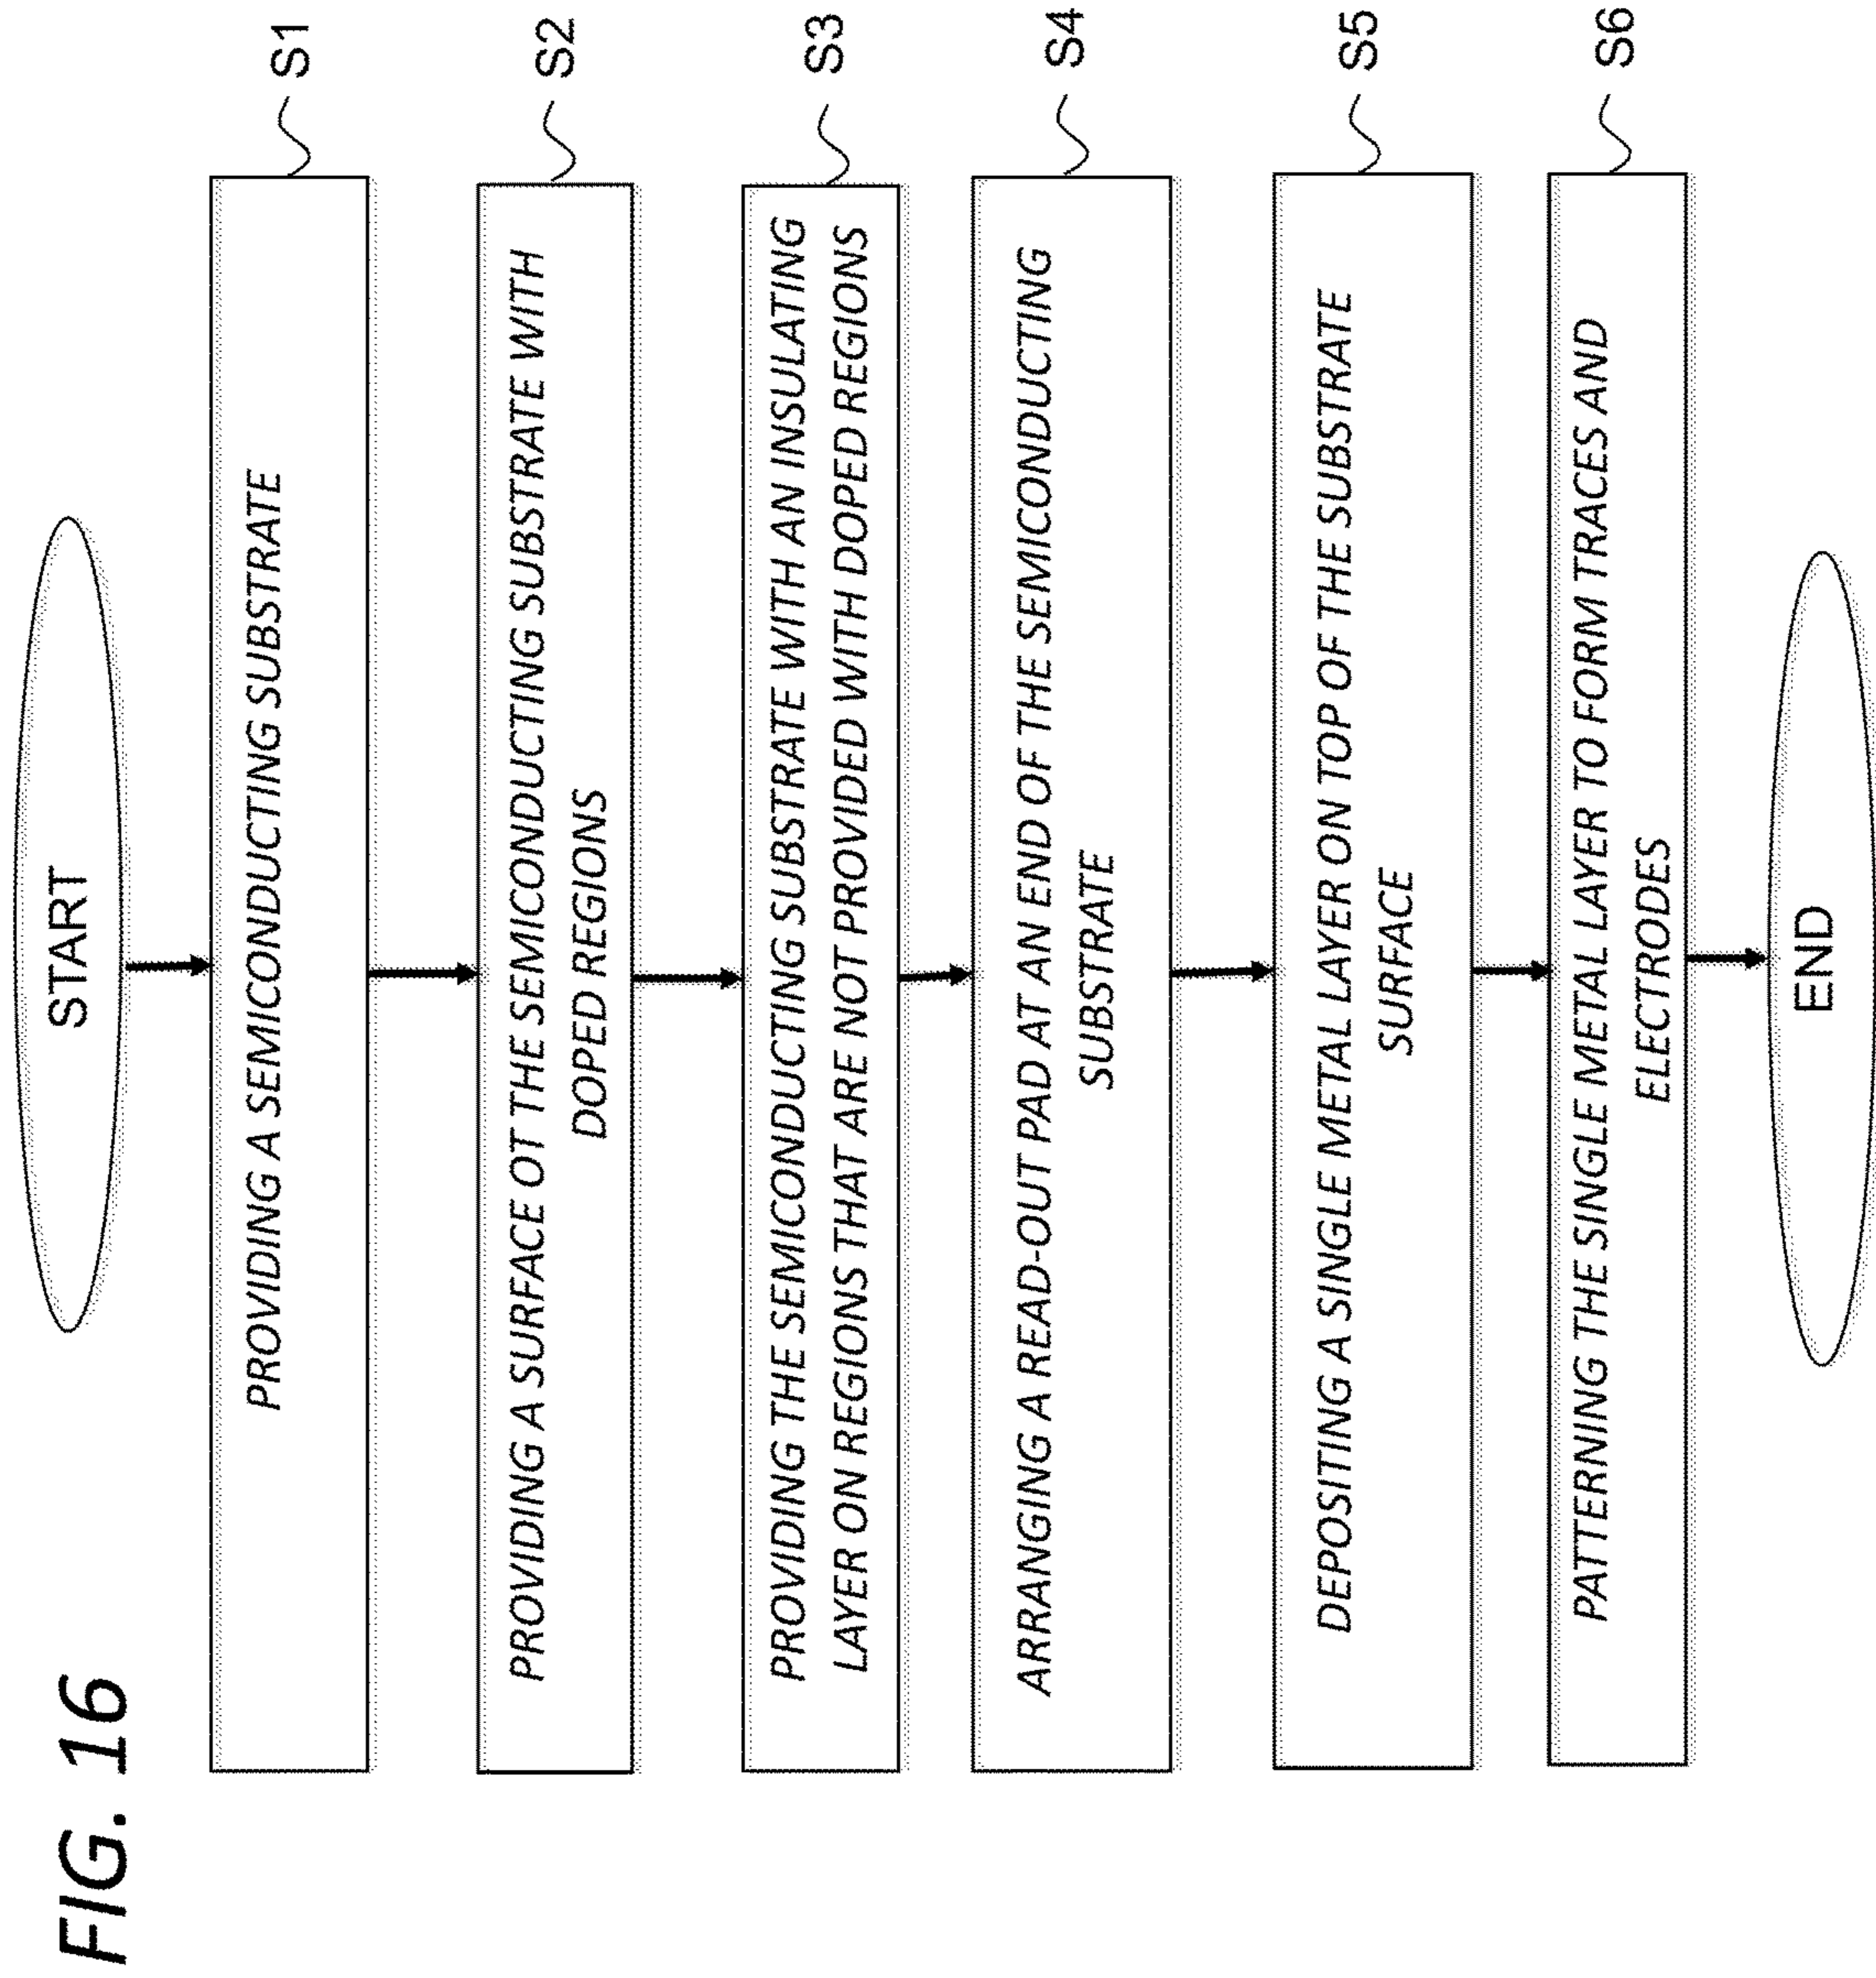 FIG. 16
START
PROVIDING A SEMICONDUCTING SUBSTRATE
S1
PROVIDING A SURFACE OT THE SEMICONDUCTING SUBSTRATE WITH
DOPED REGIONS
S2
PROVIDING THE SEMICONDUCTING SUBSTRATE WITH AN INSULATING
LAYER ON REGIONS THAT ARE NOT PROVIDED WITH DOPED REGIONS
S3
ARRANGING A READ-OUT PAD AT AN END OF THE SEMICONDUCTING
SUBSTRATE
S4
DEPOSITING A SINGLE METAL LAYER ON TOP OF THE SUBSTRATE
SURFACE
S5
PATTERNING THE SINGLE METAL LAYER TO FORM TRACES AND
ELECTRODES
S6
END